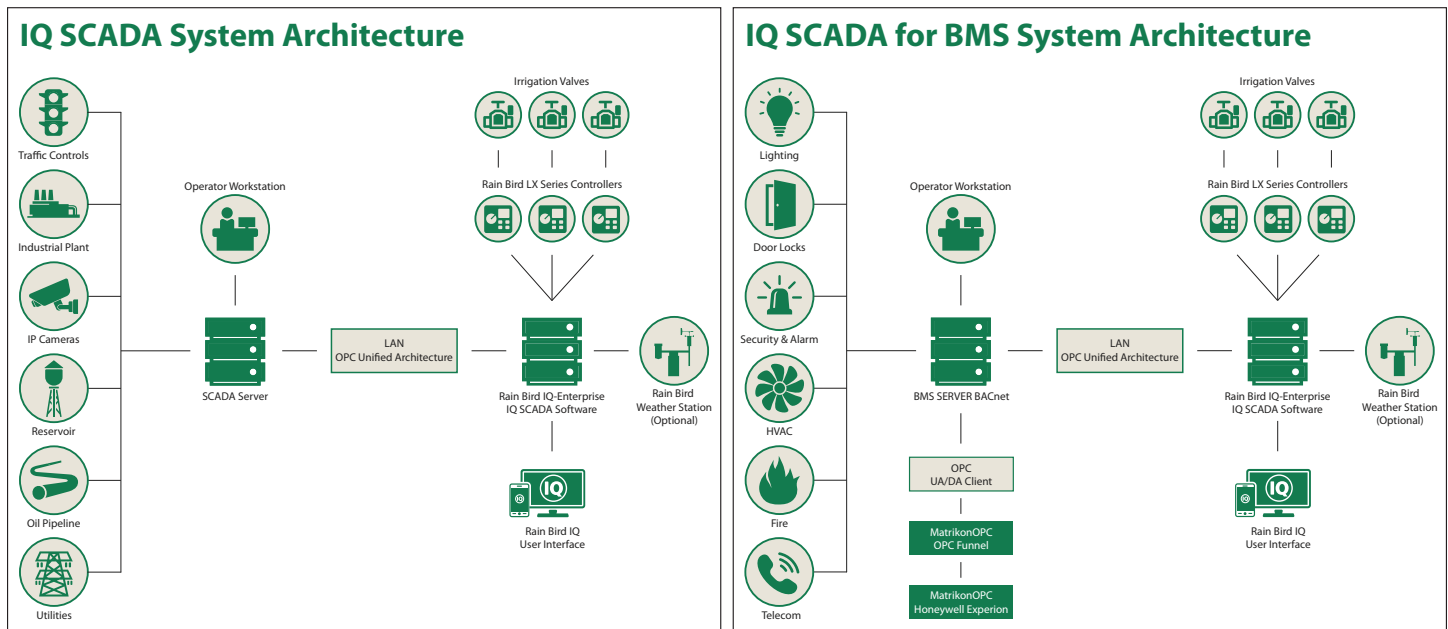 IQ SCADA System Architecture
Traffic Controls
Industrial Plant
IP Cameras
Reservoir
Oil Pipeline
Utilities
Operator Workstation
SCADA Server
LAN
OPC Unified Architecture
Irrigation Valves
Rain Bird LX Series Controllers
Rain Bird IQ-Enterprise
IQ SCADA Software
Rain Bird
Weather Station
(Optional)
IQ
IQ
Rain Bird IQ
User Interface
IQ SCADA for BMS System Architecture
Lighting
Door Locks
Security & Alarm
HVAC
Fire
Telecom
Operator Workstation
BMS SERVER BACnet
OPC
UA/DA Client
MatrikonOPC
OPC Funnel
MatrikonOPC
Honeywell Experion
LAN
OPC Unified Architecture
Irrigation Valves
Rain Bird LX Series Controllers
Rain Bird IQ-Enterprise
IQ SCADA Software
Rain Bird
Weather Station
(Optional)
IQ
IQ
Rain Bird IQ
User Interface